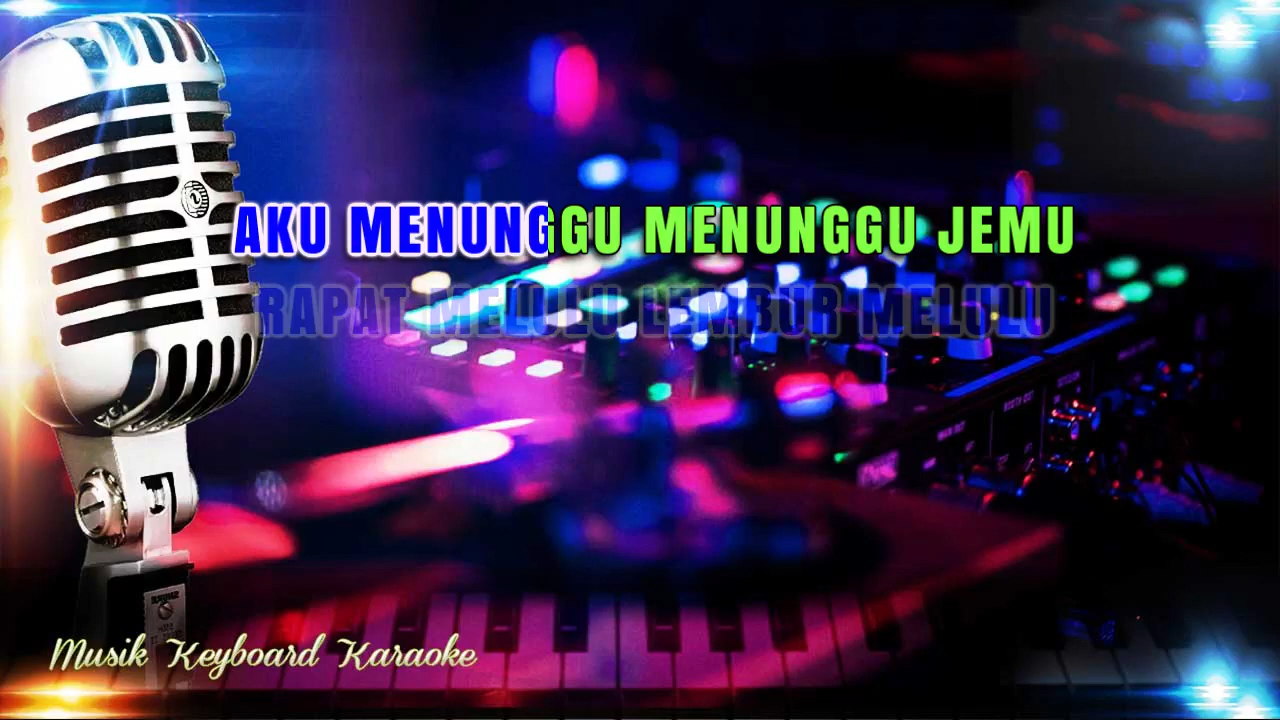 AKU MENUNGGU MENUNGGU JEMU
RAPAT MELULU LEMBUR MELULU
Musik Keyboard Karaoke